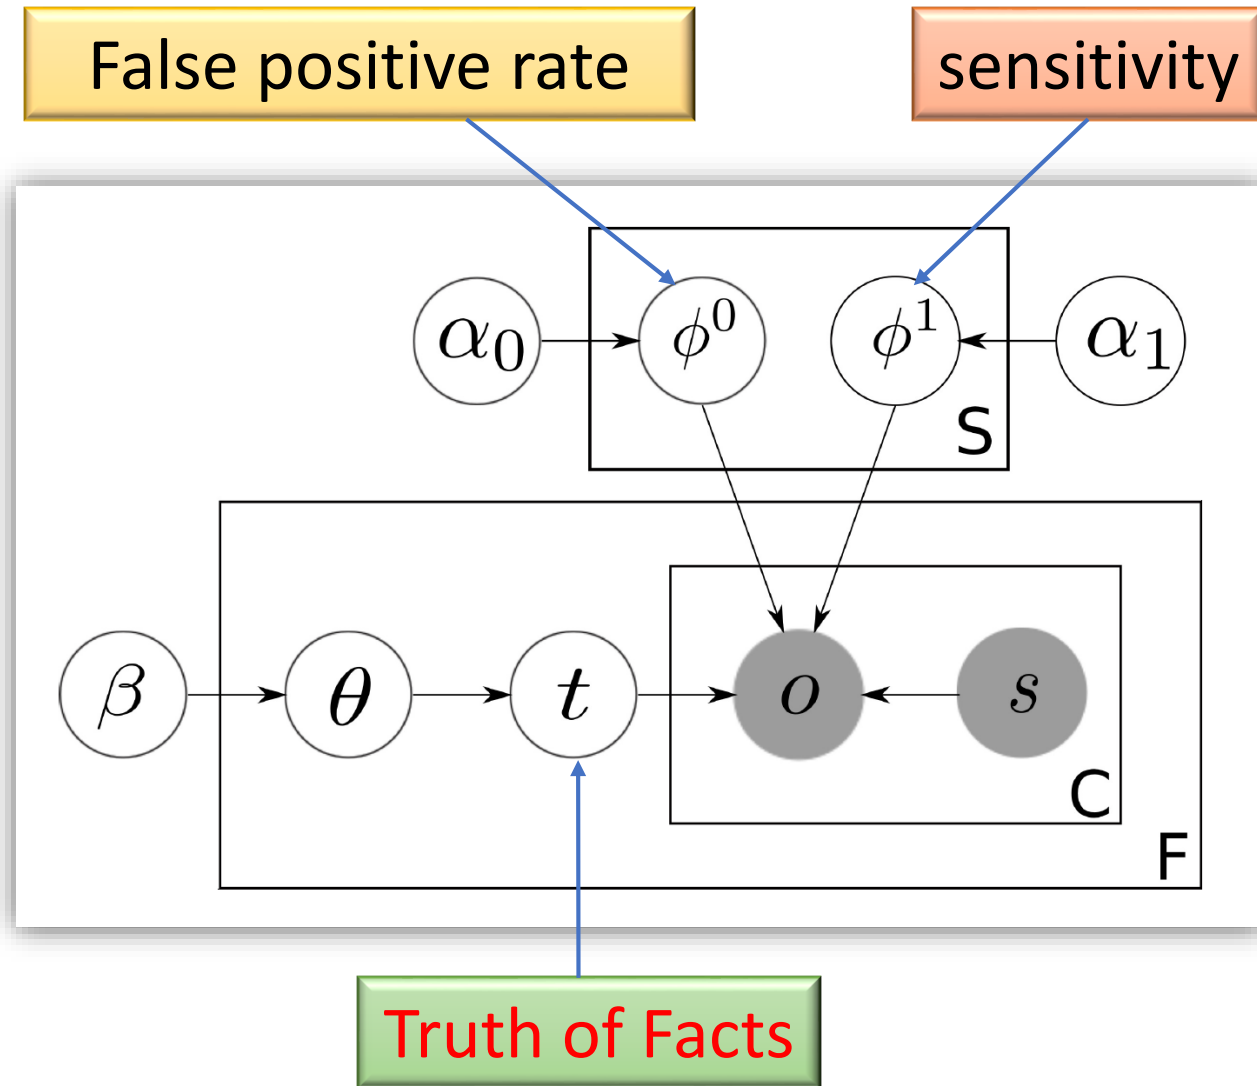 False positive rate
sensitivity
α₀ ϕ⁰ ϕ¹ α₁
S
β θ t o s
C
F
Truth of Facts